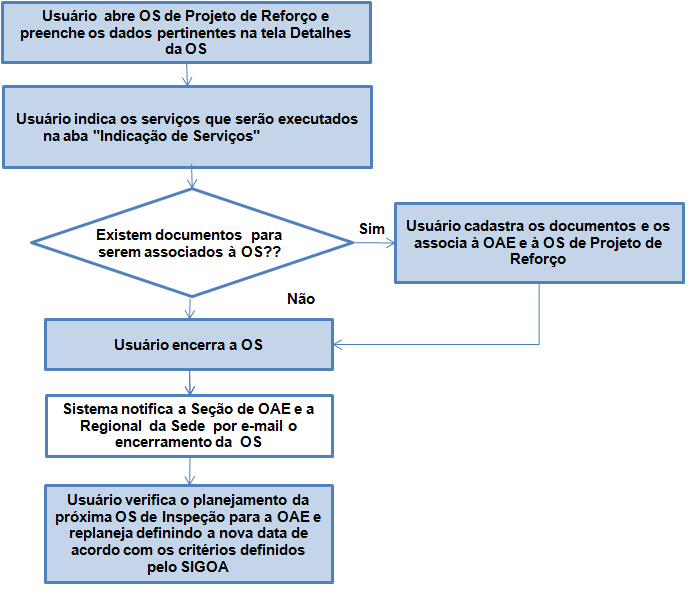 Usuário abre OS de Projeto de Reforço e
preenche os dados pertinentes na tela Detalhes
da OS
Usuário indica os serviços que serão executados
na aba "Indicação de Serviços"
Existem documentos para
serem associados à OS??
Sim
Usuário cadastra os documentos e os
associa à OAE e à OS de Projeto de
Reforço
Não
Usuário encerra a OS
Sistema notifica a Seção de OAE e a
Regional da Sede por e-mail o
encerramento da OS
Usuário verifica o planejamento da
próxima OS de Inspeção para a OAE e
replaneja definindo a nova data de
acordo com os critérios definidos
pelo SIGOA